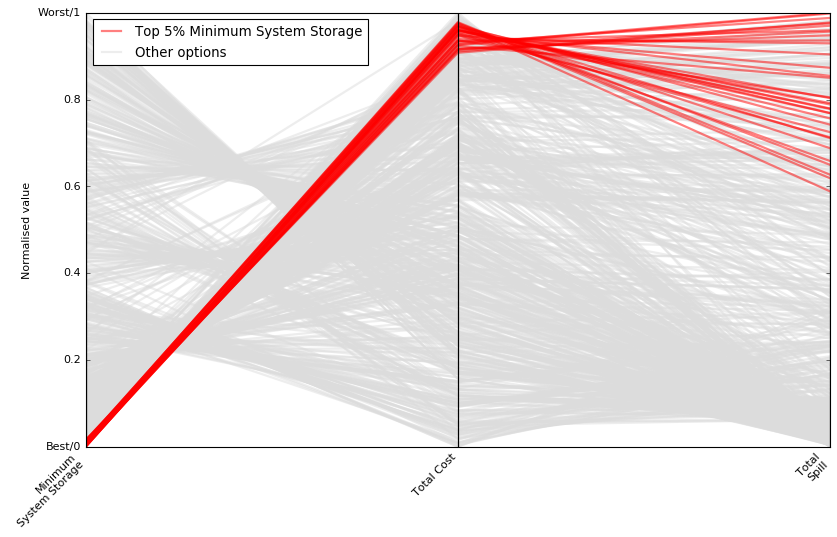 Worst/1
Top 5% Minimum System Storage
Other options
0.8
0.6
Normalised value
0.4
0.2
Best/0
Minimum
System Storage
Total Cost
Total
Spill